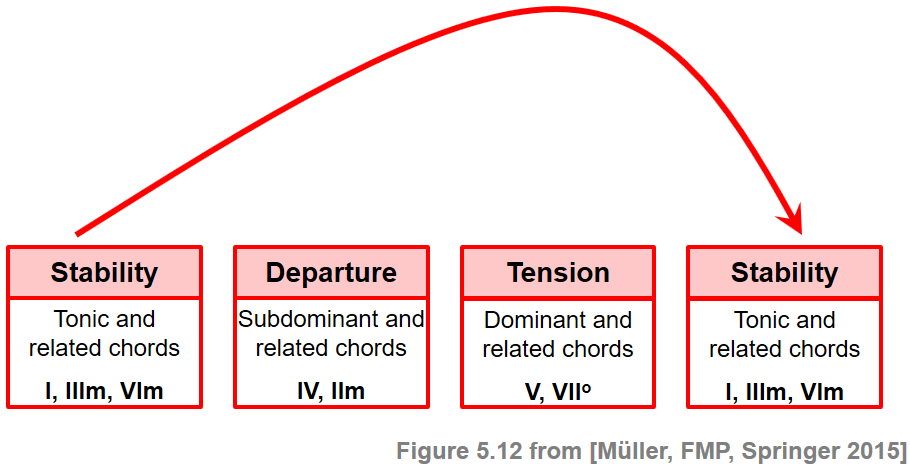 Stability
Tonic and
related chords
I, IIIm, VIm
Departure
Subdominant and
related chords
IV, IIm
Tension
Dominant and
related chords
V, VIIº
Stability
Tonic and
related chords
I, IIIm, VIm
Figure 5.12 from [Müller, FMP, Springer 2015]